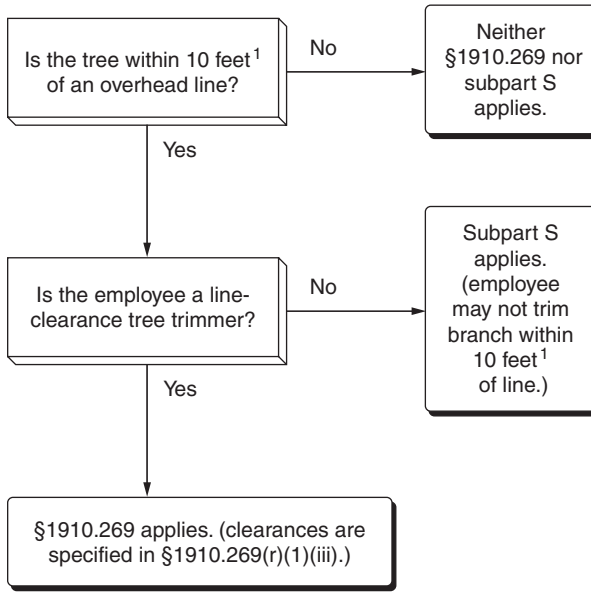 Is the tree within 10 feet¹
of an overhead line?
No
Neither
§1910.269 nor
subpart S
applies.
Yes
Is the employee a line-
clearance tree trimmer?
No
Subpart S
applies.
(employee
may not trim
branch within
10 feet¹
of line.)
Yes
§1910.269 applies. (clearances are
specified in §1910.269(r)(1)(iii).)